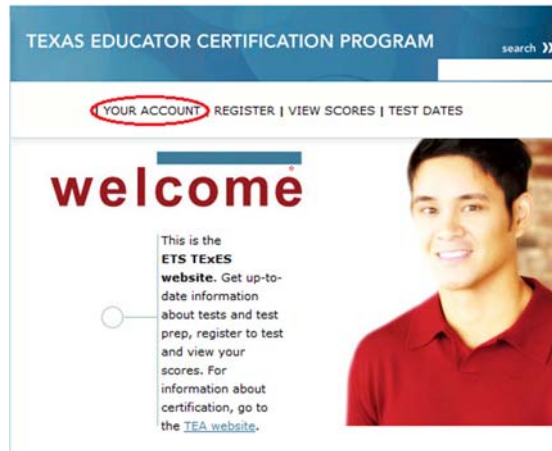 TEXAS EDUCATOR CERTIFICATION PROGRAM
search »
| YOUR ACCOUNT | REGISTER | VIEW SCORES | TEST DATES
welcome
This is the
ETS TExES
website. Get up-to-
date information
about tests and test
prep, register to test
and view your
scores. For
information about
certification, go to
the TEA website.